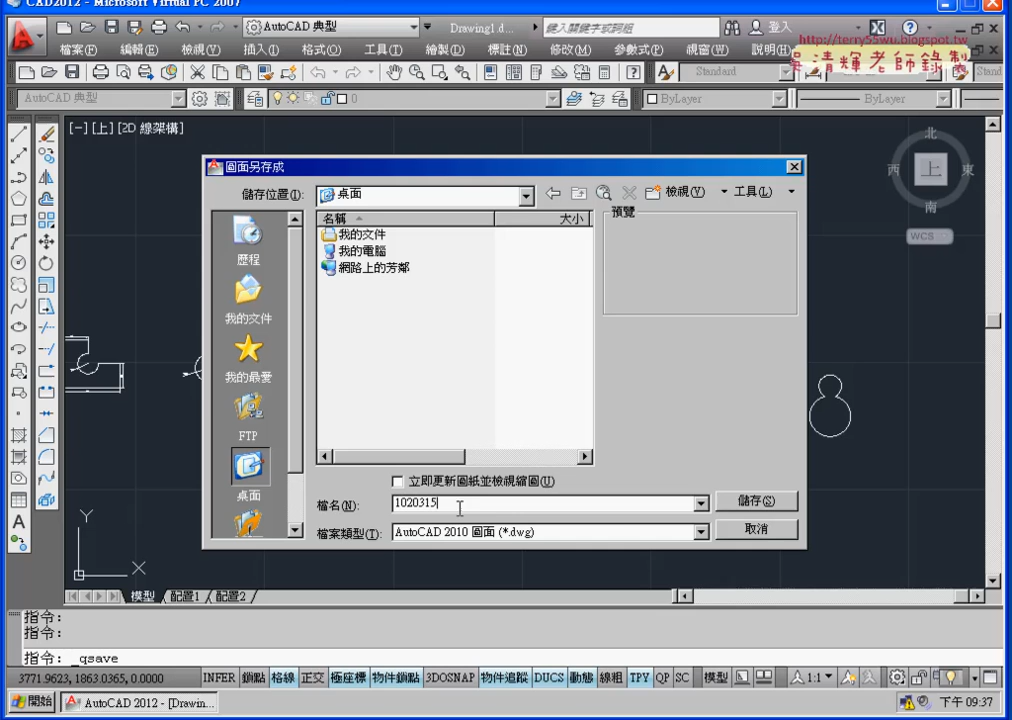 CAD2012 - Microsoft Virtual PC 2007
AutoCAD 典型
Drawing1.d...
鍵入關鍵字或詞組
登入
http://terry55wu.blogspot.tw
吳清輝老師錄製
檔案(F) 編輯(E) 檢視(V) 插入(I) 格式(O) 工具(T) 繪製(D) 標註(N) 修改(M) 參數式(P) 視窗(W) 說明(H)
Standard
Stand
AutoCAD 典型
0
ByLayer
ByLayer
[-] [上] [2D 線架構]
北
西
上
東
南
WCS
圖面另存成
儲存位置(I):
桌面
檢視(V)
工具(L)
名稱
大小
預覽
我的文件
我的電腦
網路上的芳鄰
歷程
我的文件
我的最愛
FTP
桌面
立即更新圖紙並檢視縮圖(U)
檔名(N):
1020315
儲存(S)
檔案類型(T):
AutoCAD 2010 圖面 (*.dwg)
取消
Y
X
模型 配置1 配置2
指令:
指令:
指令: _qsave
3771.9623, 1863.0365, 0.0000
INFER 鎖點 格線 正交 極座標 物件鎖點 3DOSNAP 物件追蹤 DUCS 動態 線粗 TPY QP SC
模型
1:1
開始
AutoCAD 2012 - [Drawin...
下午 09:37